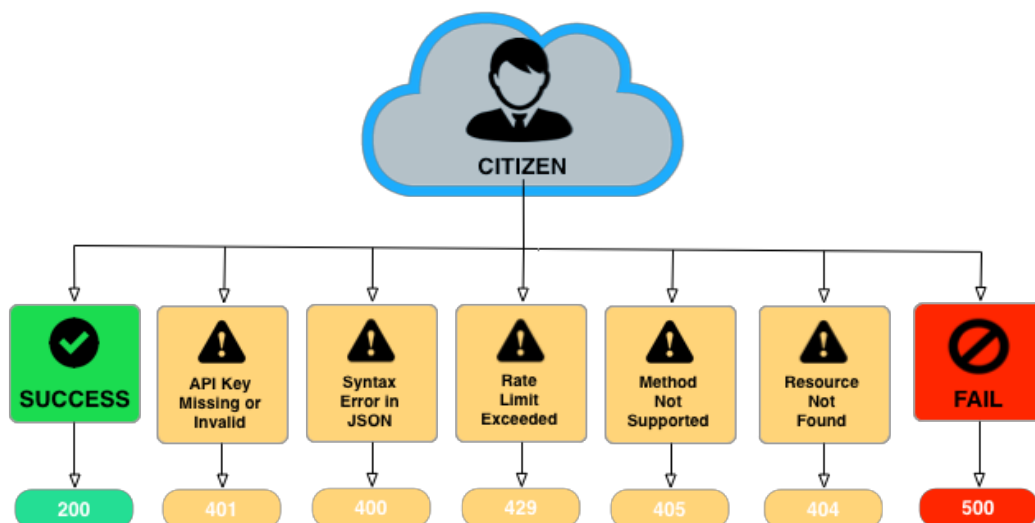 CITIZEN
SUCCESS
API Key
Missing or
Invalid
Syntax
Error in
JSON
Rate
Limit
Exceeded
Method
Not
Supported
Resource
Not
Found
FAIL
200
401
400
429
405
404
500